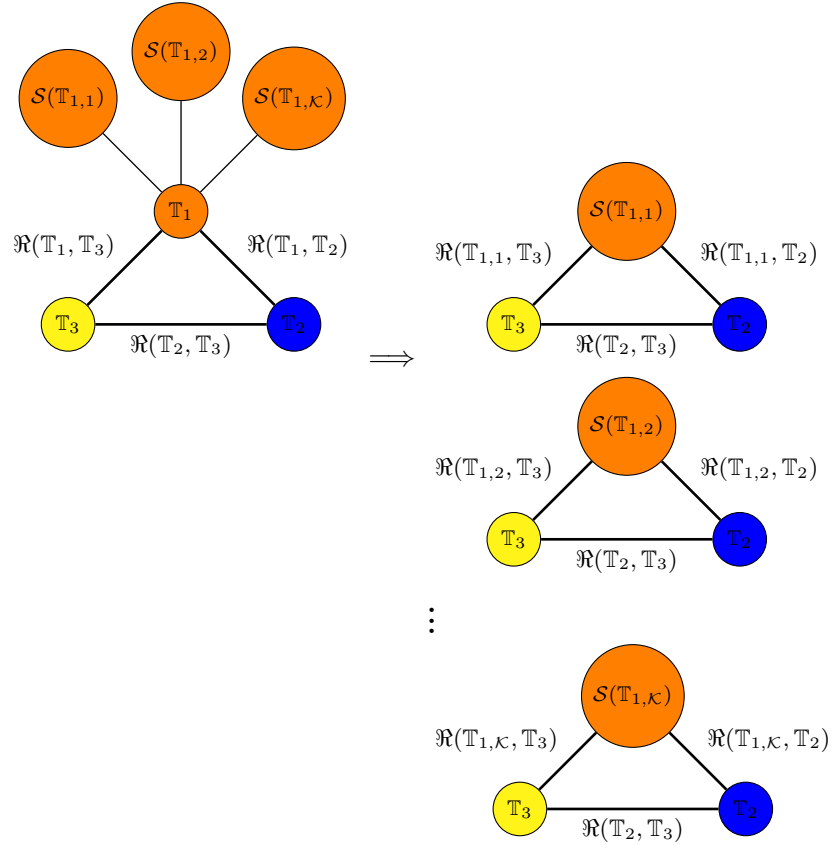 𝒮(𝕋₁,₂)
𝒮(𝕋₁,₁) 𝒮(𝕋₁,𝒦)
𝕋₁
ℜ(𝕋₁, 𝕋₃) ℜ(𝕋₁, 𝕋₂)
𝕋₃ 𝕋₂
ℜ(𝕋₂, 𝕋₃)
⟹
𝒮(𝕋₁,₁)
ℜ(𝕋₁,₁, 𝕋₃) ℜ(𝕋₁,₁, 𝕋₂)
𝕋₃ 𝕋₂
ℜ(𝕋₂, 𝕋₃)
𝒮(𝕋₁,₂)
ℜ(𝕋₁,₂, 𝕋₃) ℜ(𝕋₁,₂, 𝕋₂)
𝕋₃ 𝕋₂
ℜ(𝕋₂, 𝕋₃)
⋮
𝒮(𝕋₁,𝒦)
ℜ(𝕋₁,𝒦, 𝕋₃) ℜ(𝕋₁,𝒦, 𝕋₂)
𝕋₃ 𝕋₂
ℜ(𝕋₂, 𝕋₃)